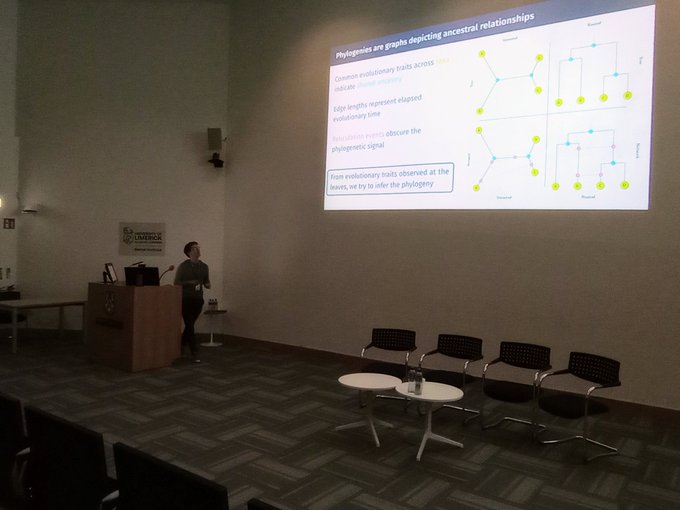 Phylogenies are graphs depicting ancestral relationships
Common evolutionary traits across taxa
indicate shared ancestry
Edge lengths represent elapsed
evolutionary time
Reticulation events obscure the
phylogenetic signal
From evolutionary traits observed at the
leaves, we try to infer the phylogeny
Unrooted
Rooted
Tree
Network
Unrooted
Rooted
UNIVERSITY OF
LIMERICK